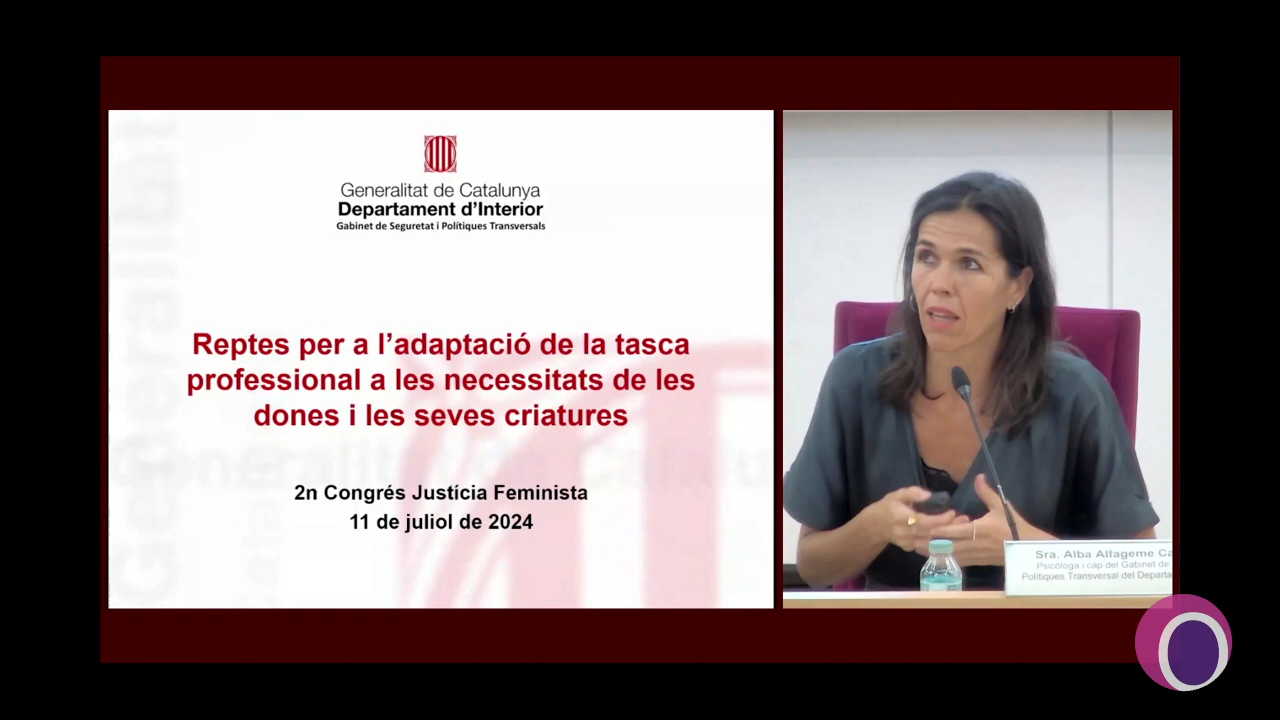 Generalitat de Catalunya
Departament d'Interior
Gabinet de Seguretat i Polítiques Transversals
Reptes per a l'adaptació de la tasca
professional a les necessitats de les
dones i les seves criatures
2n Congrés Justícia Feminista
11 de juliol de 2024
Sra. Alba Alfageme Ca
Psicòloga i cap del Gabinet de
Polítiques Transversal del Departa